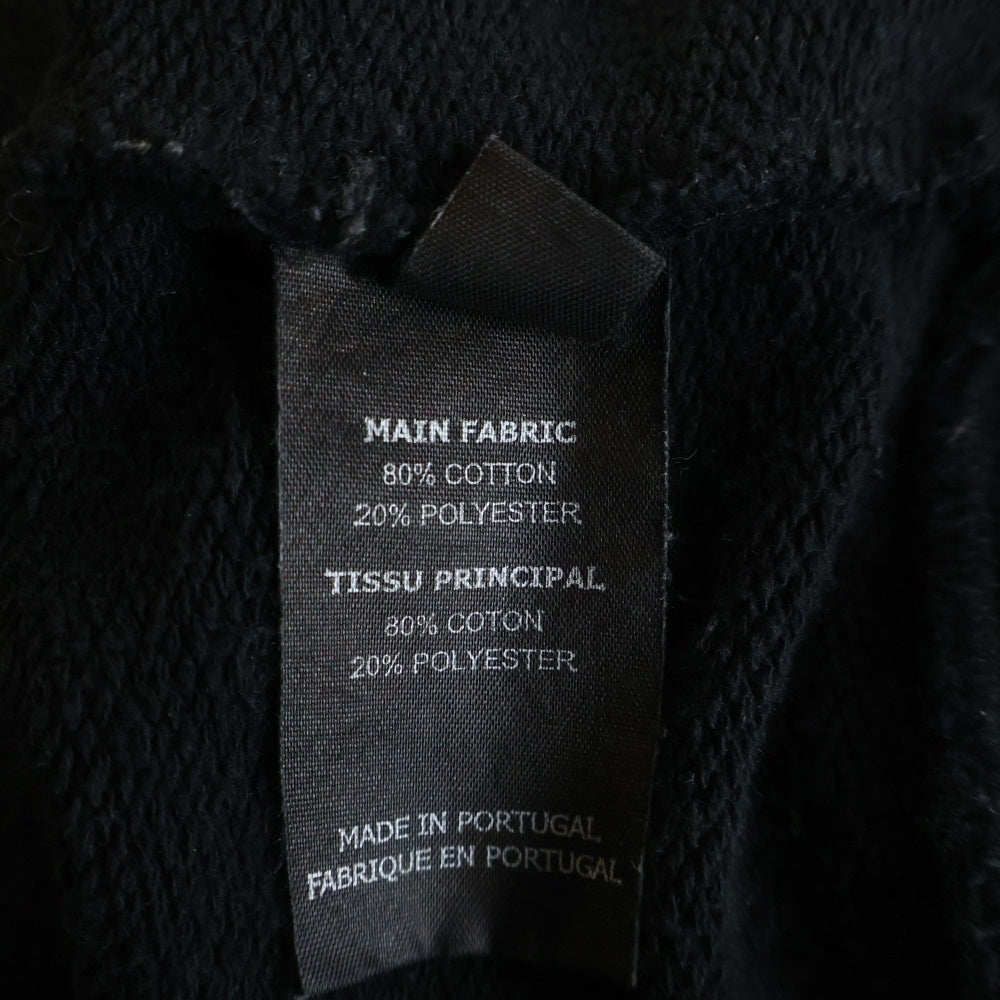 MAIN FABRIC
80% COTTON
20% POLYESTER
TISSU PRINCIPAL
80% COTON
20% POLYESTER
MADE IN PORTUGAL
FABRIQUE EN PORTUGAL